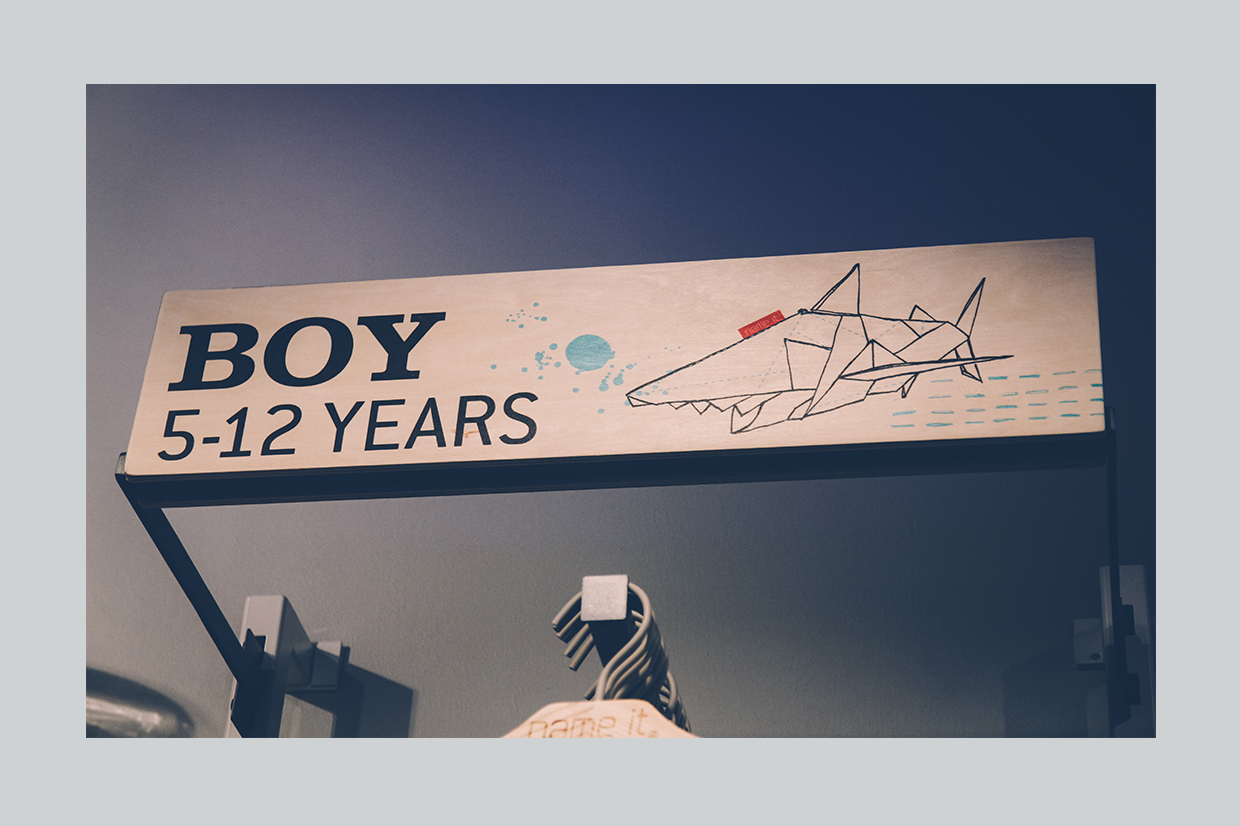 BOY
5-12 YEARS
name it.
name it.